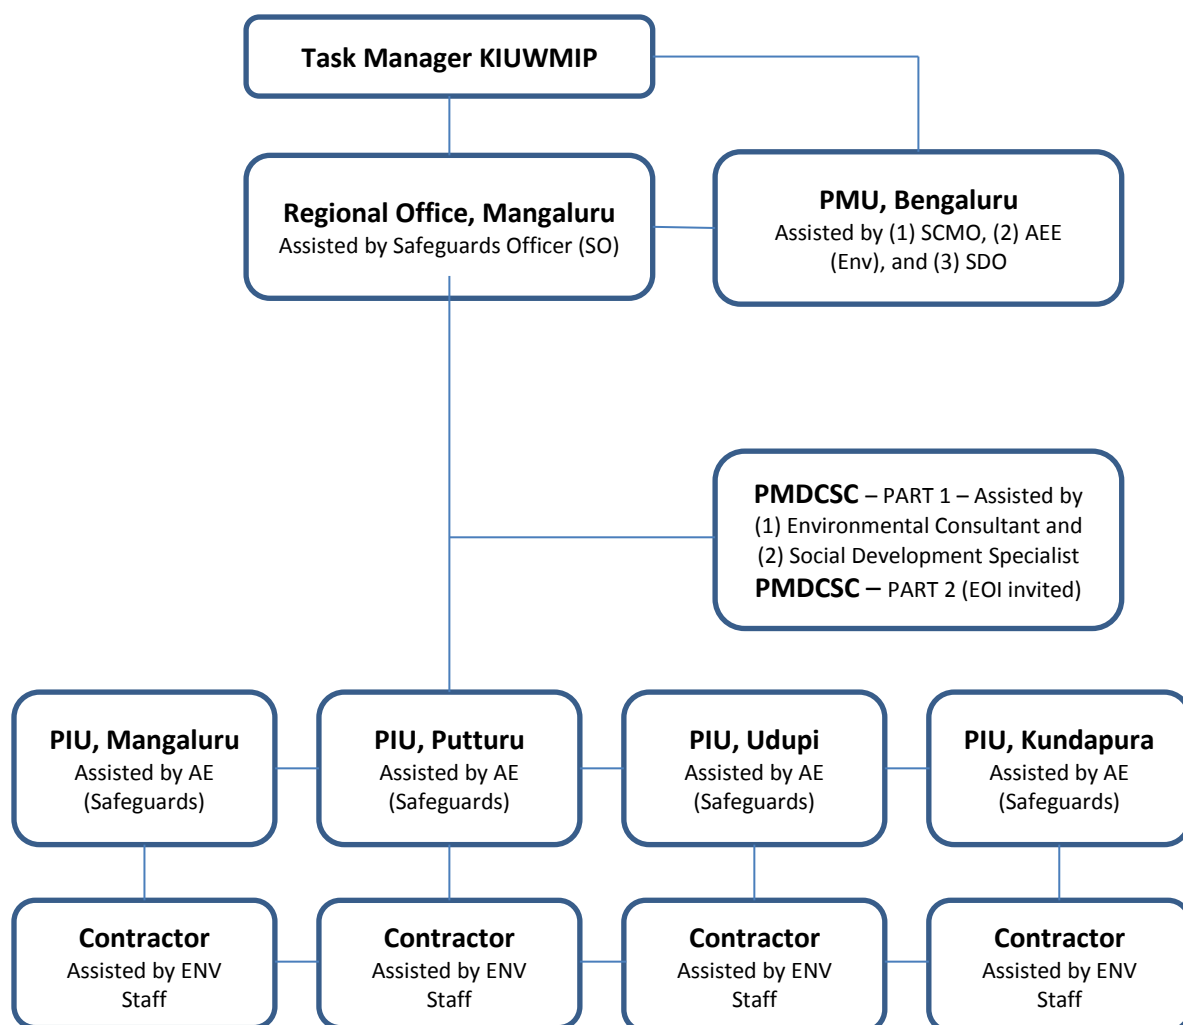 Task Manager KIUWMIP
Regional Office, Mangaluru
Assisted by Safeguards Officer (SO)
PMU, Bengaluru
Assisted by (1) SCMO, (2) AEE
(Env), and (3) SDO
PMDCSC – PART 1 – Assisted by
(1) Environmental Consultant and
(2) Social Development Specialist
PMDCSC – PART 2 (EOI invited)
PIU, Mangaluru
Assisted by AE
(Safeguards)
PIU, Putturu
Assisted by AE
(Safeguards)
PIU, Udupi
Assisted by AE
(Safeguards)
PIU, Kundapura
Assisted by AE
(Safeguards)
Contractor
Assisted by ENV
Staff
Contractor
Assisted by ENV
Staff
Contractor
Assisted by ENV
Staff
Contractor
Assisted by ENV
Staff